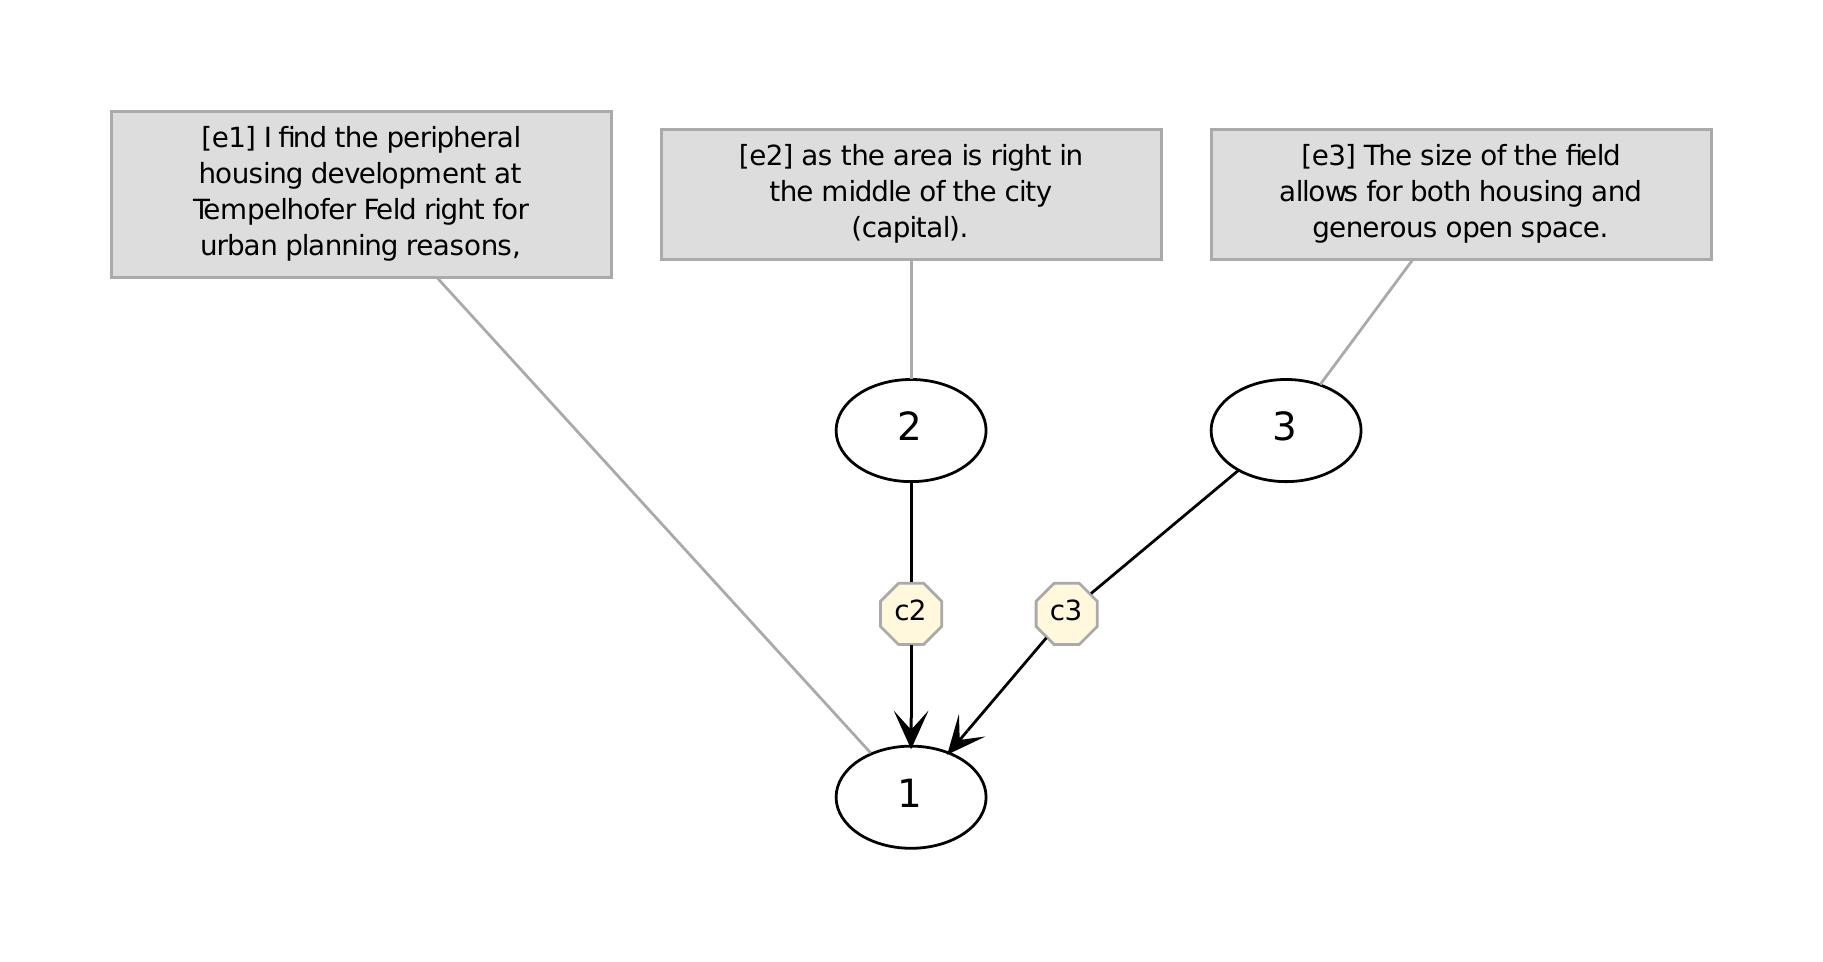 [e1] I find the peripheral
housing development at
Tempelhofer Feld right for
urban planning reasons,
[e2] as the area is right in
the middle of the city
(capital).
[e3] The size of the field
allows for both housing and
generous open space.
2
3
c2
c3
1